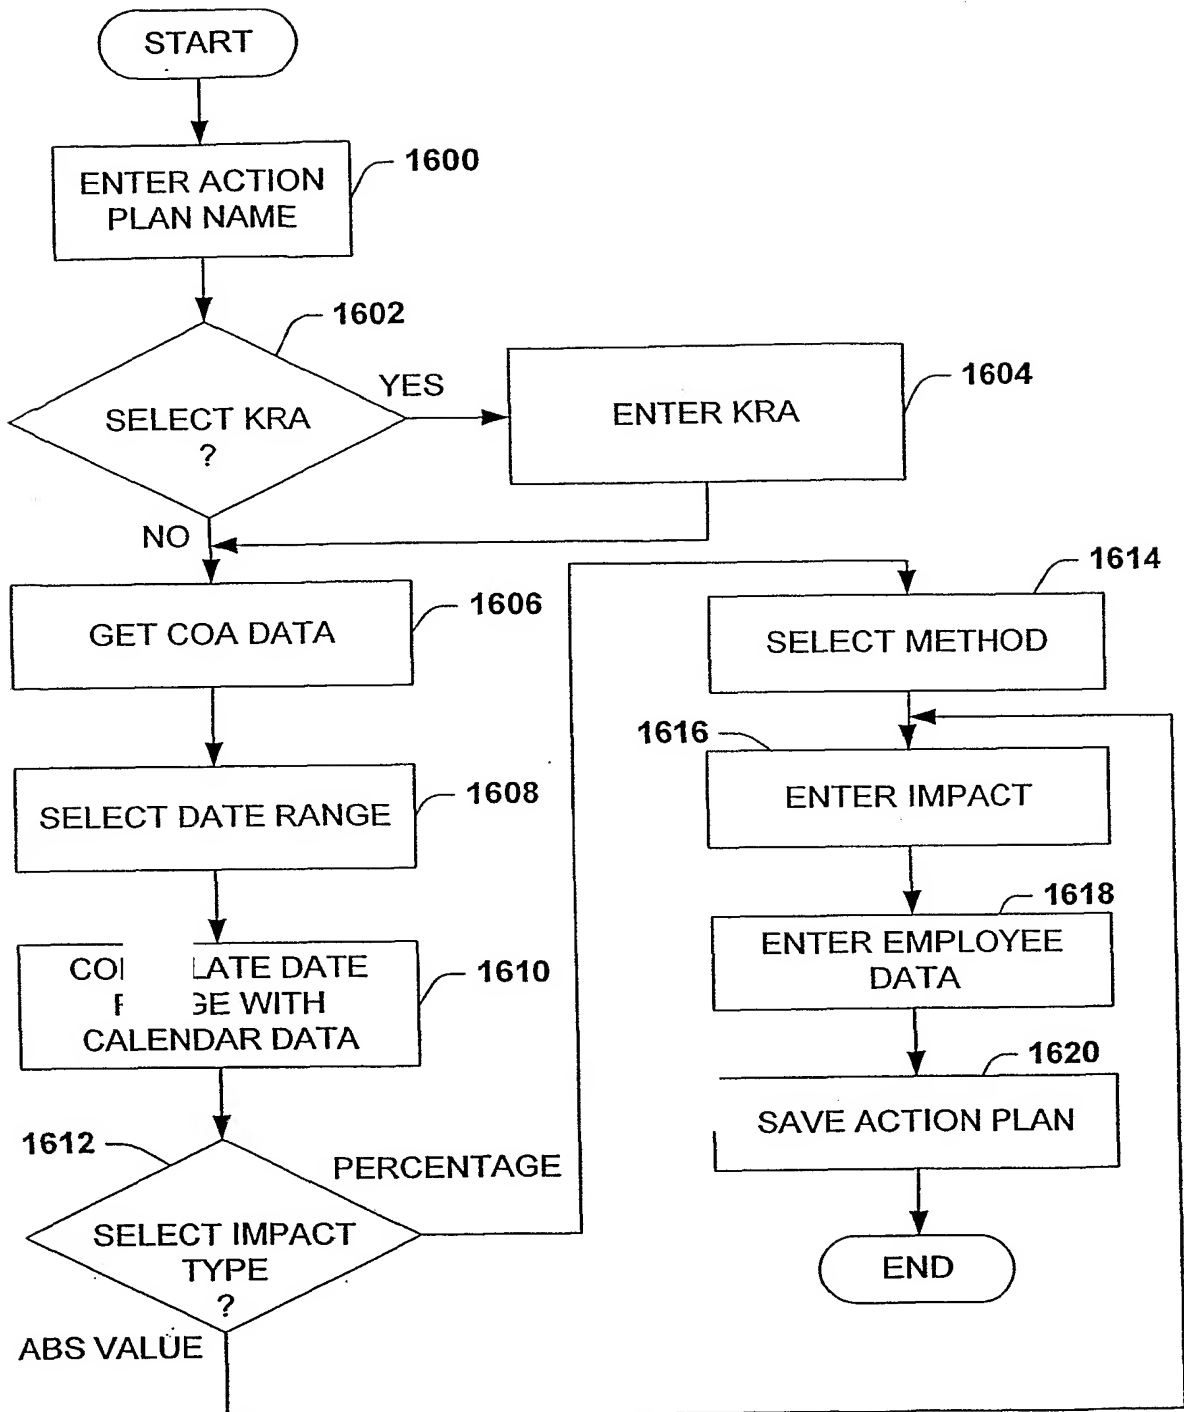 START
1600
ENTER ACTION
PLAN NAME
1602
SELECT KRA
?
YES
1604
ENTER KRA
NO
1606
GET COA DATA
1608
SELECT DATE RANGE
1610
DATE
WITH
CALENDAR DATA
1612
SELECT IMPACT
TYPE
?
PERCENTAGE
ABS VALUE
1614
SELECT METHOD
1616
ENTER IMPACT
1618
ENTER EMPLOYEE
DATA
1620
SAVE ACTION PLAN
END